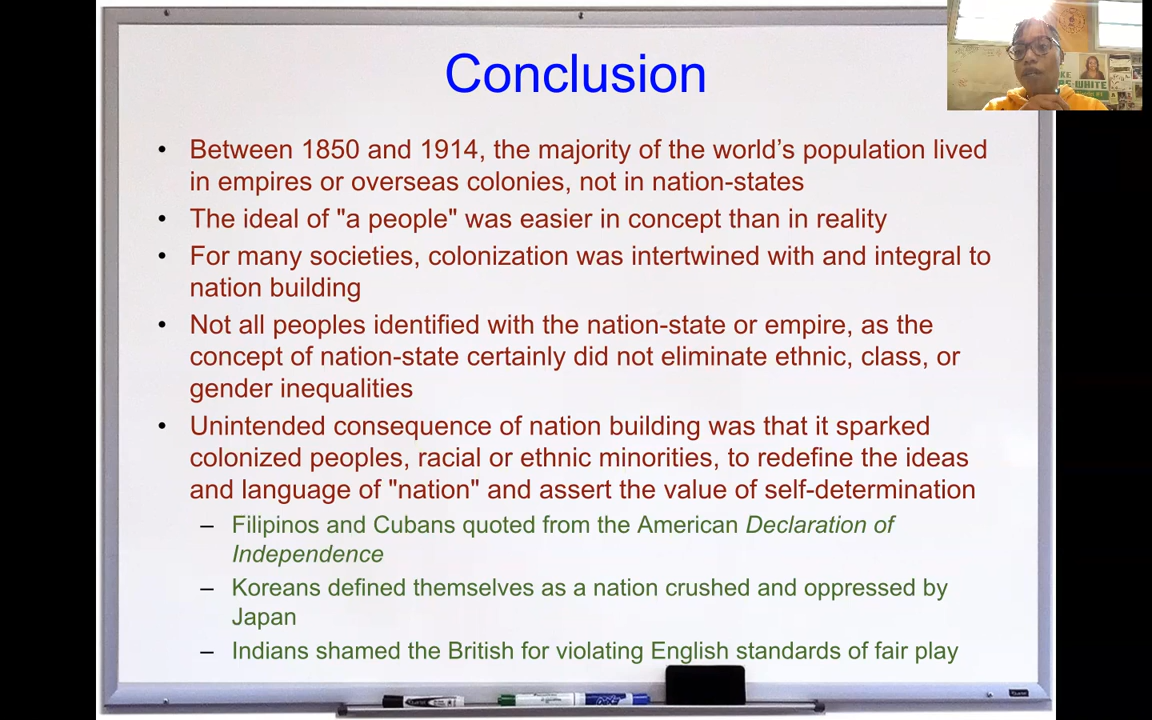 Conclusion
• Between 1850 and 1914, the majority of the world’s population lived
in empires or overseas colonies, not in nation-states
• The ideal of "a people" was easier in concept than in reality
• For many societies, colonization was intertwined with and integral to
nation building
• Not all peoples identified with the nation-state or empire, as the
concept of nation-state certainly did not eliminate ethnic, class, or
gender inequalities
• Unintended consequence of nation building was that it sparked
colonized peoples, racial or ethnic minorities, to redefine the ideas
and language of "nation" and assert the value of self-determination
– Filipinos and Cubans quoted from the American Declaration of
Independence
– Koreans defined themselves as a nation crushed and oppressed by
Japan
– Indians shamed the British for violating English standards of fair play
WHITE